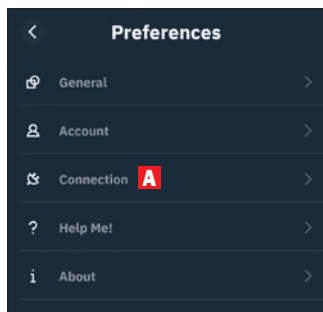 Preferences
General
Account
Connection A
? Help Me!
i About